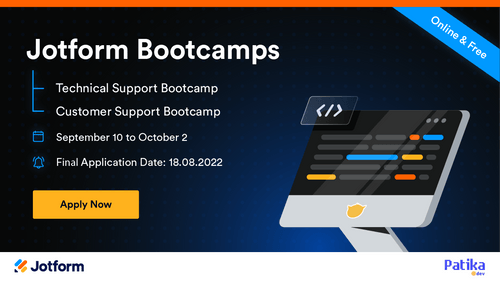 Online & Free
Jotform Bootcamps
Technical Support Bootcamp
Customer Support Bootcamp
September 10 to October 2
Final Application Date: 18.08.2022
</>
Apply Now
Jotform
Patika
dev